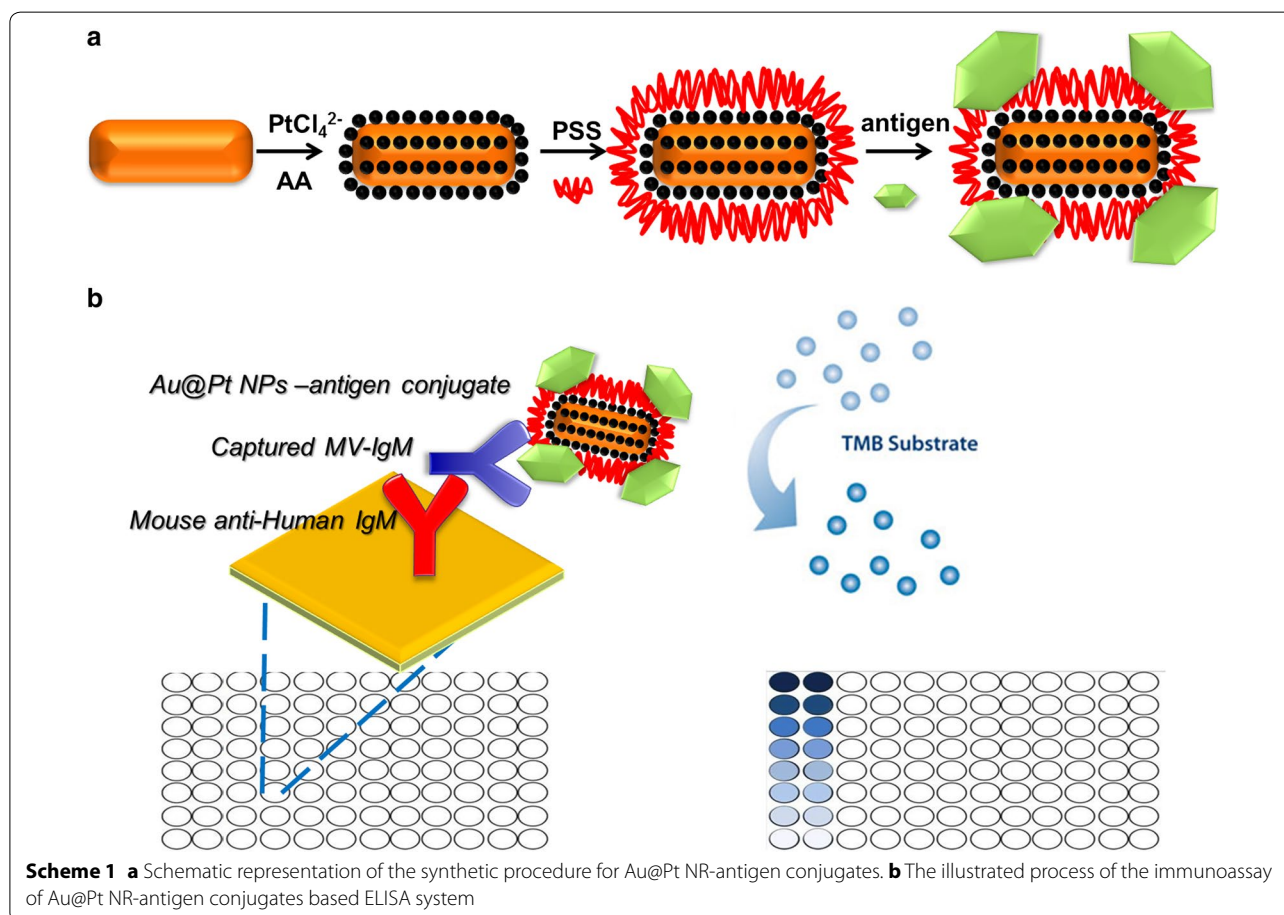 a
PtCl₄²⁻
AA
PSS
antigen
b
Au@Pt NPs –antigen conjugate
Captured MV-IgM
Mouse anti-Human IgM
TMB Substrate
Scheme 1 a Schematic representation of the synthetic procedure for Au@Pt NR-antigen conjugates. b The illustrated process of the immunoassay
of Au@Pt NR-antigen conjugates based ELISA system